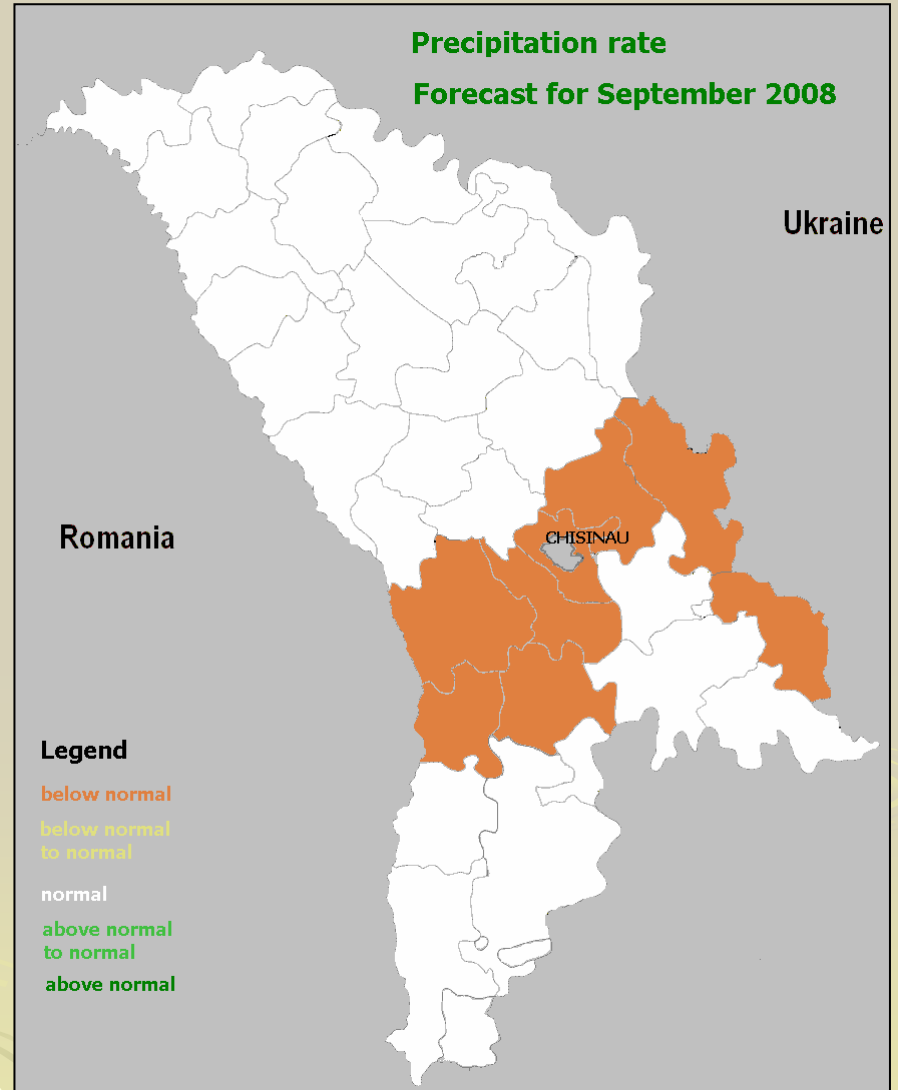 Precipitation rate
Forecast for September 2008
Ukraine
CHISINAU
Romania
Legend
below normal
below normal
to normal
normal
above normal
to normal
above normal